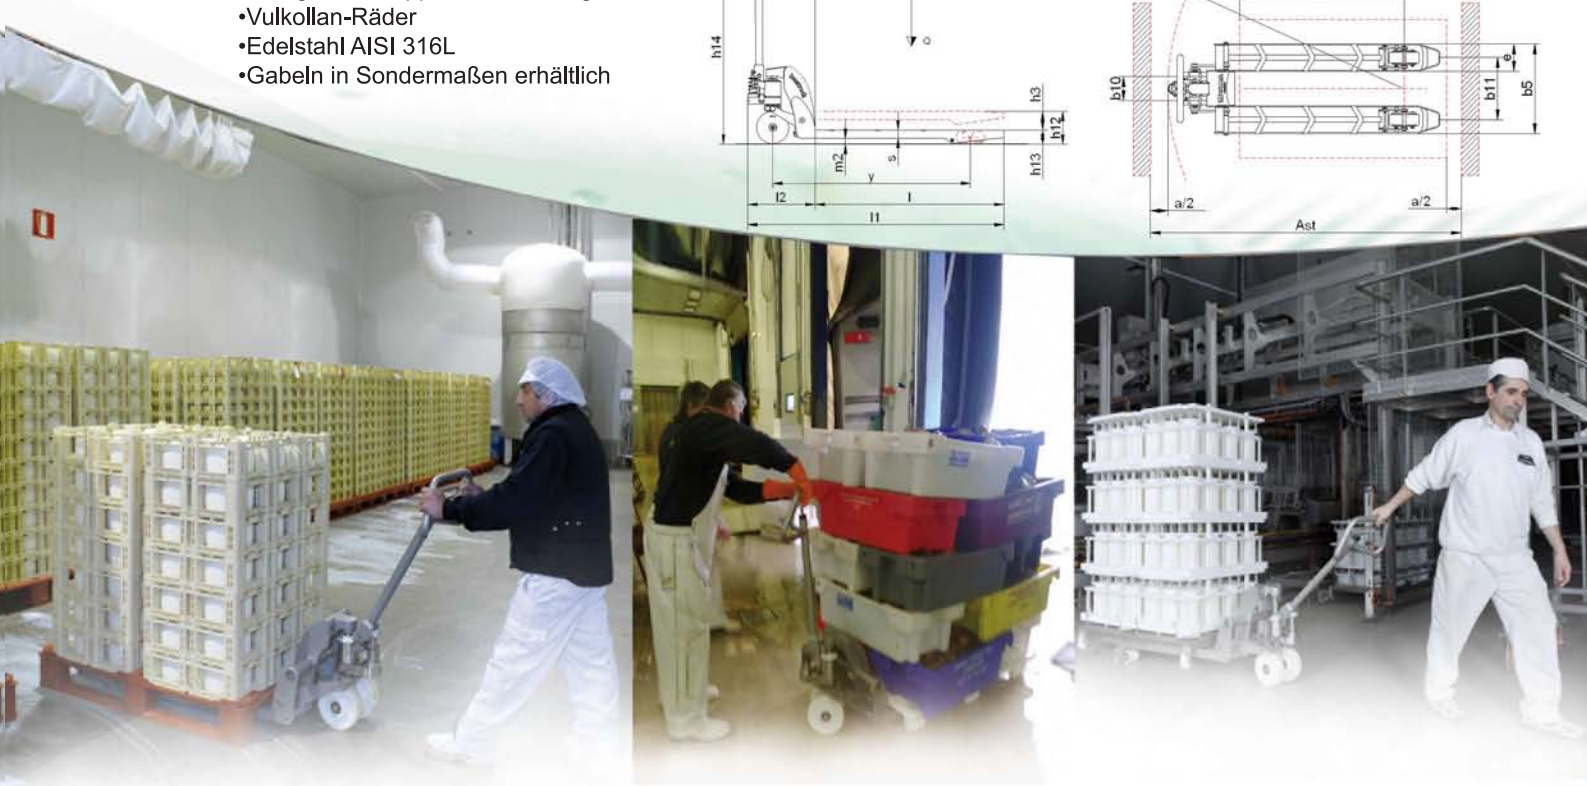 •Vulkollan-Räder
•Edelstahl AISI 316L
•Gabeln in Sondermaßen erhältlich
h14
Q
h3
h12
h13
m2
s
y
l2
l
l1
b10
e
b11
b5
a/2
a/2
Ast